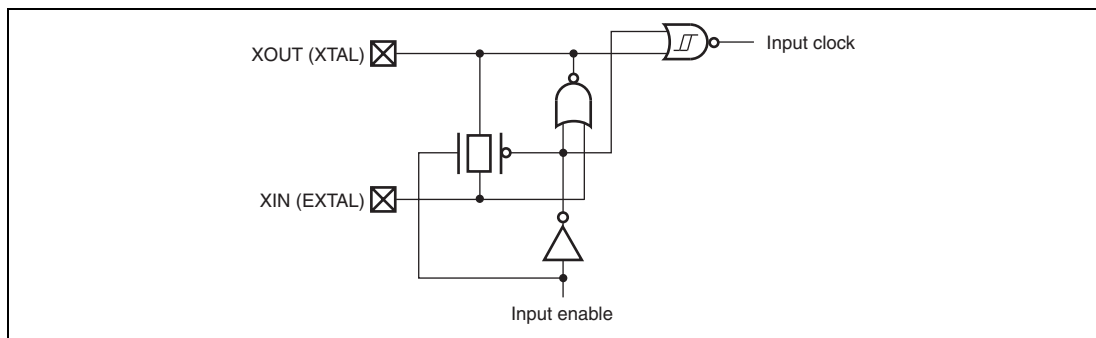 Input clock
XOUT (XTAL)
XIN (EXTAL)
Input enable